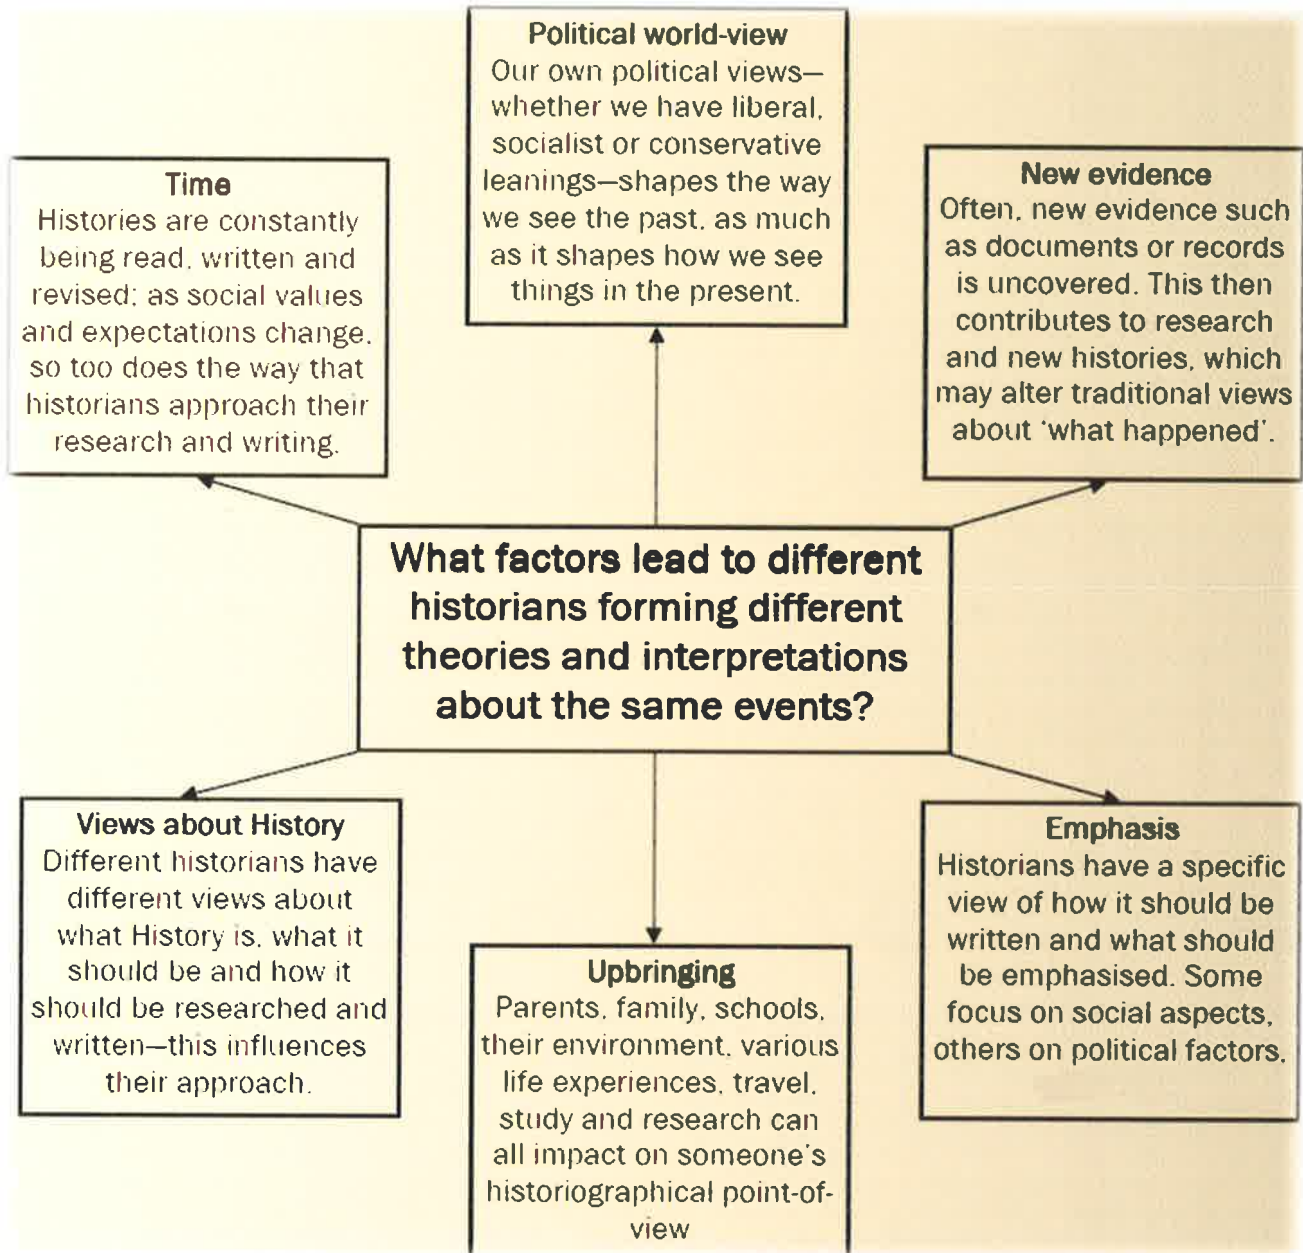 Political world-view
Our own political views—
whether we have liberal,
socialist or conservative
leanings—shapes the way
we see the past, as much
as it shapes how we see
things in the present.
Time
Histories are constantly
being read, written and
revised; as social values
and expectations change,
so too does the way that
historians approach their
research and writing.
New evidence
Often, new evidence such
as documents or records
is uncovered. This then
contributes to research
and new histories, which
may alter traditional views
about ‘what happened’.
What factors lead to different
historians forming different
theories and interpretations
about the same events?
Views about History
Different historians have
different views about
what History is, what it
should be and how it
should be researched and
written—this influences
their approach.
Upbringing
Parents, family, schools,
their environment, various
life experiences, travel,
study and research can
all impact on someone’s
historiographical point-of-
view
Emphasis
Historians have a specific
view of how it should be
written and what should
be emphasised. Some
focus on social aspects,
others on political factors.